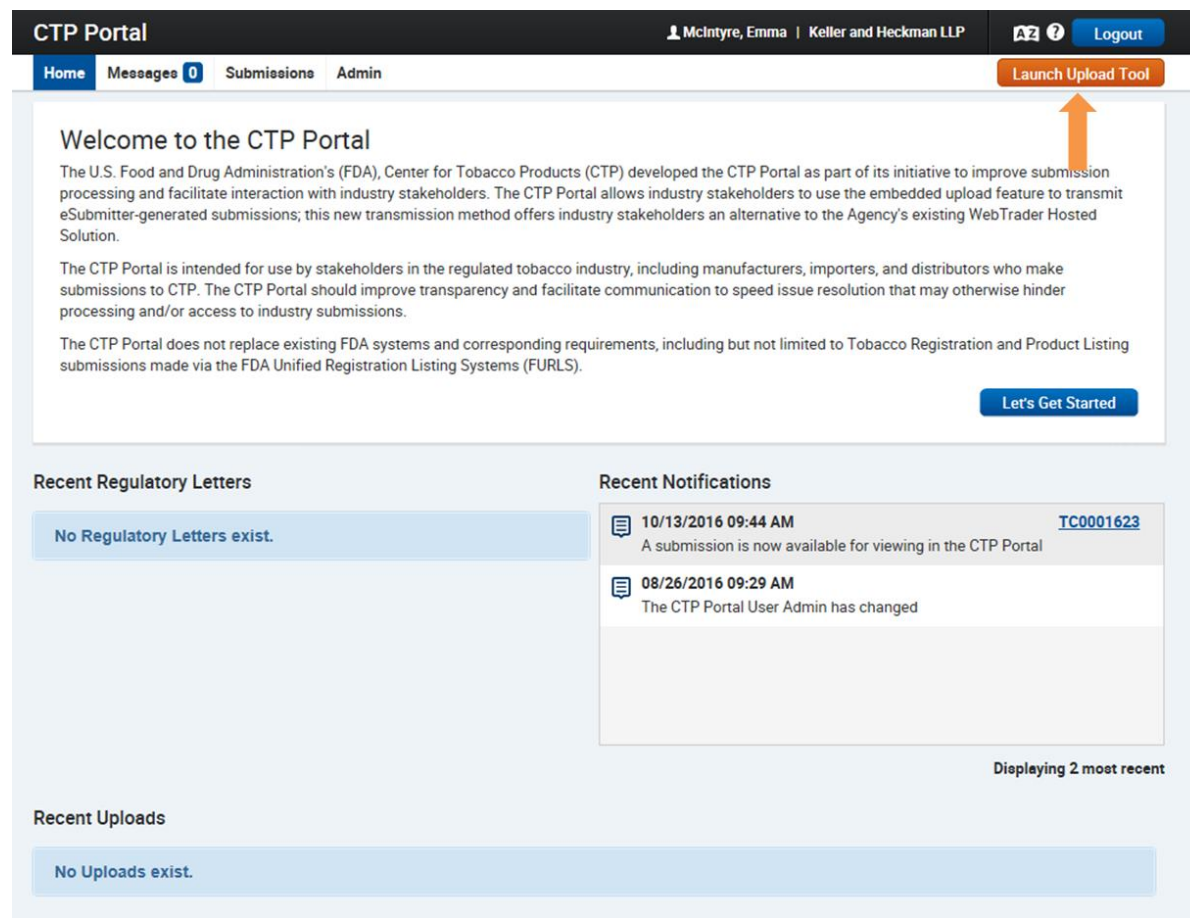 CTP Portal
McIntyre, Emma | Keller and Heckman LLP
AZ ? Logout
Home Messages 0 Submissions Admin
Launch Upload Tool
Welcome to the CTP Portal
The U.S. Food and Drug Administration's (FDA), Center for Tobacco Products (CTP) developed the CTP Portal as part of its initiative to improve submission
processing and facilitate interaction with industry stakeholders. The CTP Portal allows industry stakeholders to use the embedded upload feature to transmit
eSubmitter-generated submissions; this new transmission method offers industry stakeholders an alternative to the Agency's existing WebTrader Hosted
Solution.
The CTP Portal is intended for use by stakeholders in the regulated tobacco industry, including manufacturers, importers, and distributors who make
submissions to CTP. The CTP Portal should improve transparency and facilitate communication to speed issue resolution that may otherwise hinder
processing and/or access to industry submissions.
The CTP Portal does not replace existing FDA systems and corresponding requirements, including but not limited to Tobacco Registration and Product Listing
submissions made via the FDA Unified Registration Listing Systems (FURLS).
Let's Get Started
Recent Regulatory Letters
No Regulatory Letters exist.
Recent Notifications
10/13/2016 09:44 AM TC0001623
A submission is now available for viewing in the CTP Portal
08/26/2016 09:29 AM
The CTP Portal User Admin has changed
Displaying 2 most recent
Recent Uploads
No Uploads exist.